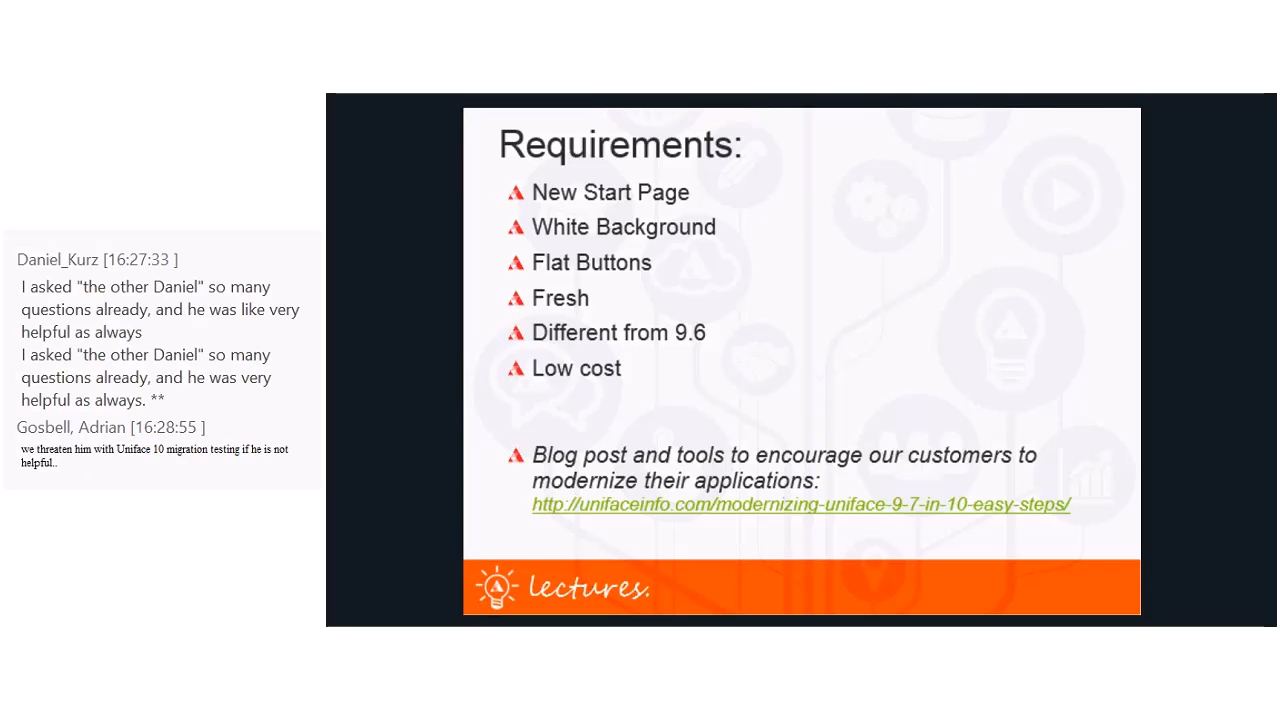 Daniel_Kurz [16:27:33 ]
I asked "the other Daniel" so many
questions already, and he was like very
helpful as always
I asked "the other Daniel" so many
questions already, and he was very
helpful as always. **
Gosbell, Adrian [16:28:55 ]
we threaten him with Uniface 10 migration testing if he is not
helpful..
Requirements:
New Start Page
White Background
Flat Buttons
Fresh
Different from 9.6
Low cost
Blog post and tools to encourage our customers to
modernize their applications:
http://unifaceinfo.com/modernizing-uniface-9-7-in-10-easy-steps/
lectures.